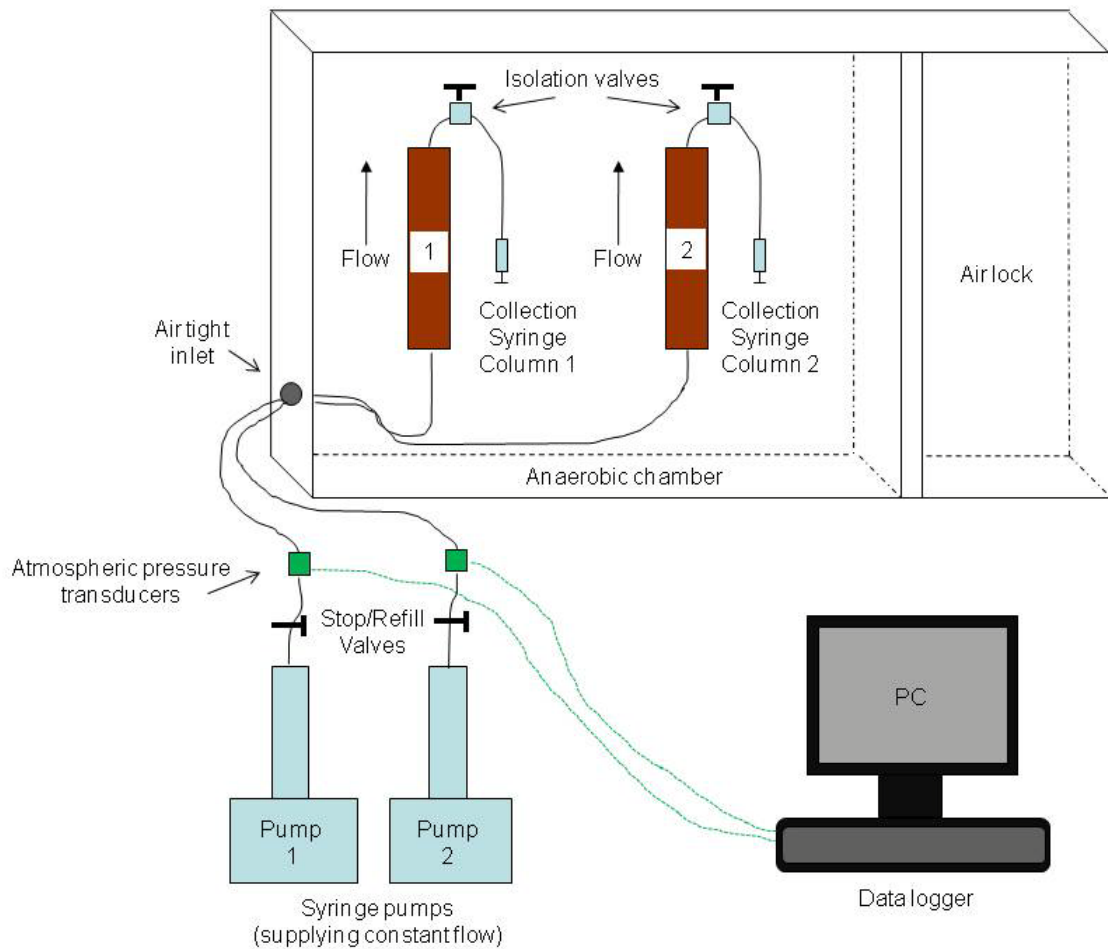 Isolation valves
1
2
Flow
Flow
Collection
Syringe
Column 1
Collection
Syringe
Column 2
Air lock
Air tight
inlet
Anaerobic chamber
Atmospheric pressure
transducers
Stop/Refill
Valves
PC
Pump
1
Pump
2
Data logger
Syringe pumps
(supplying constant flow)